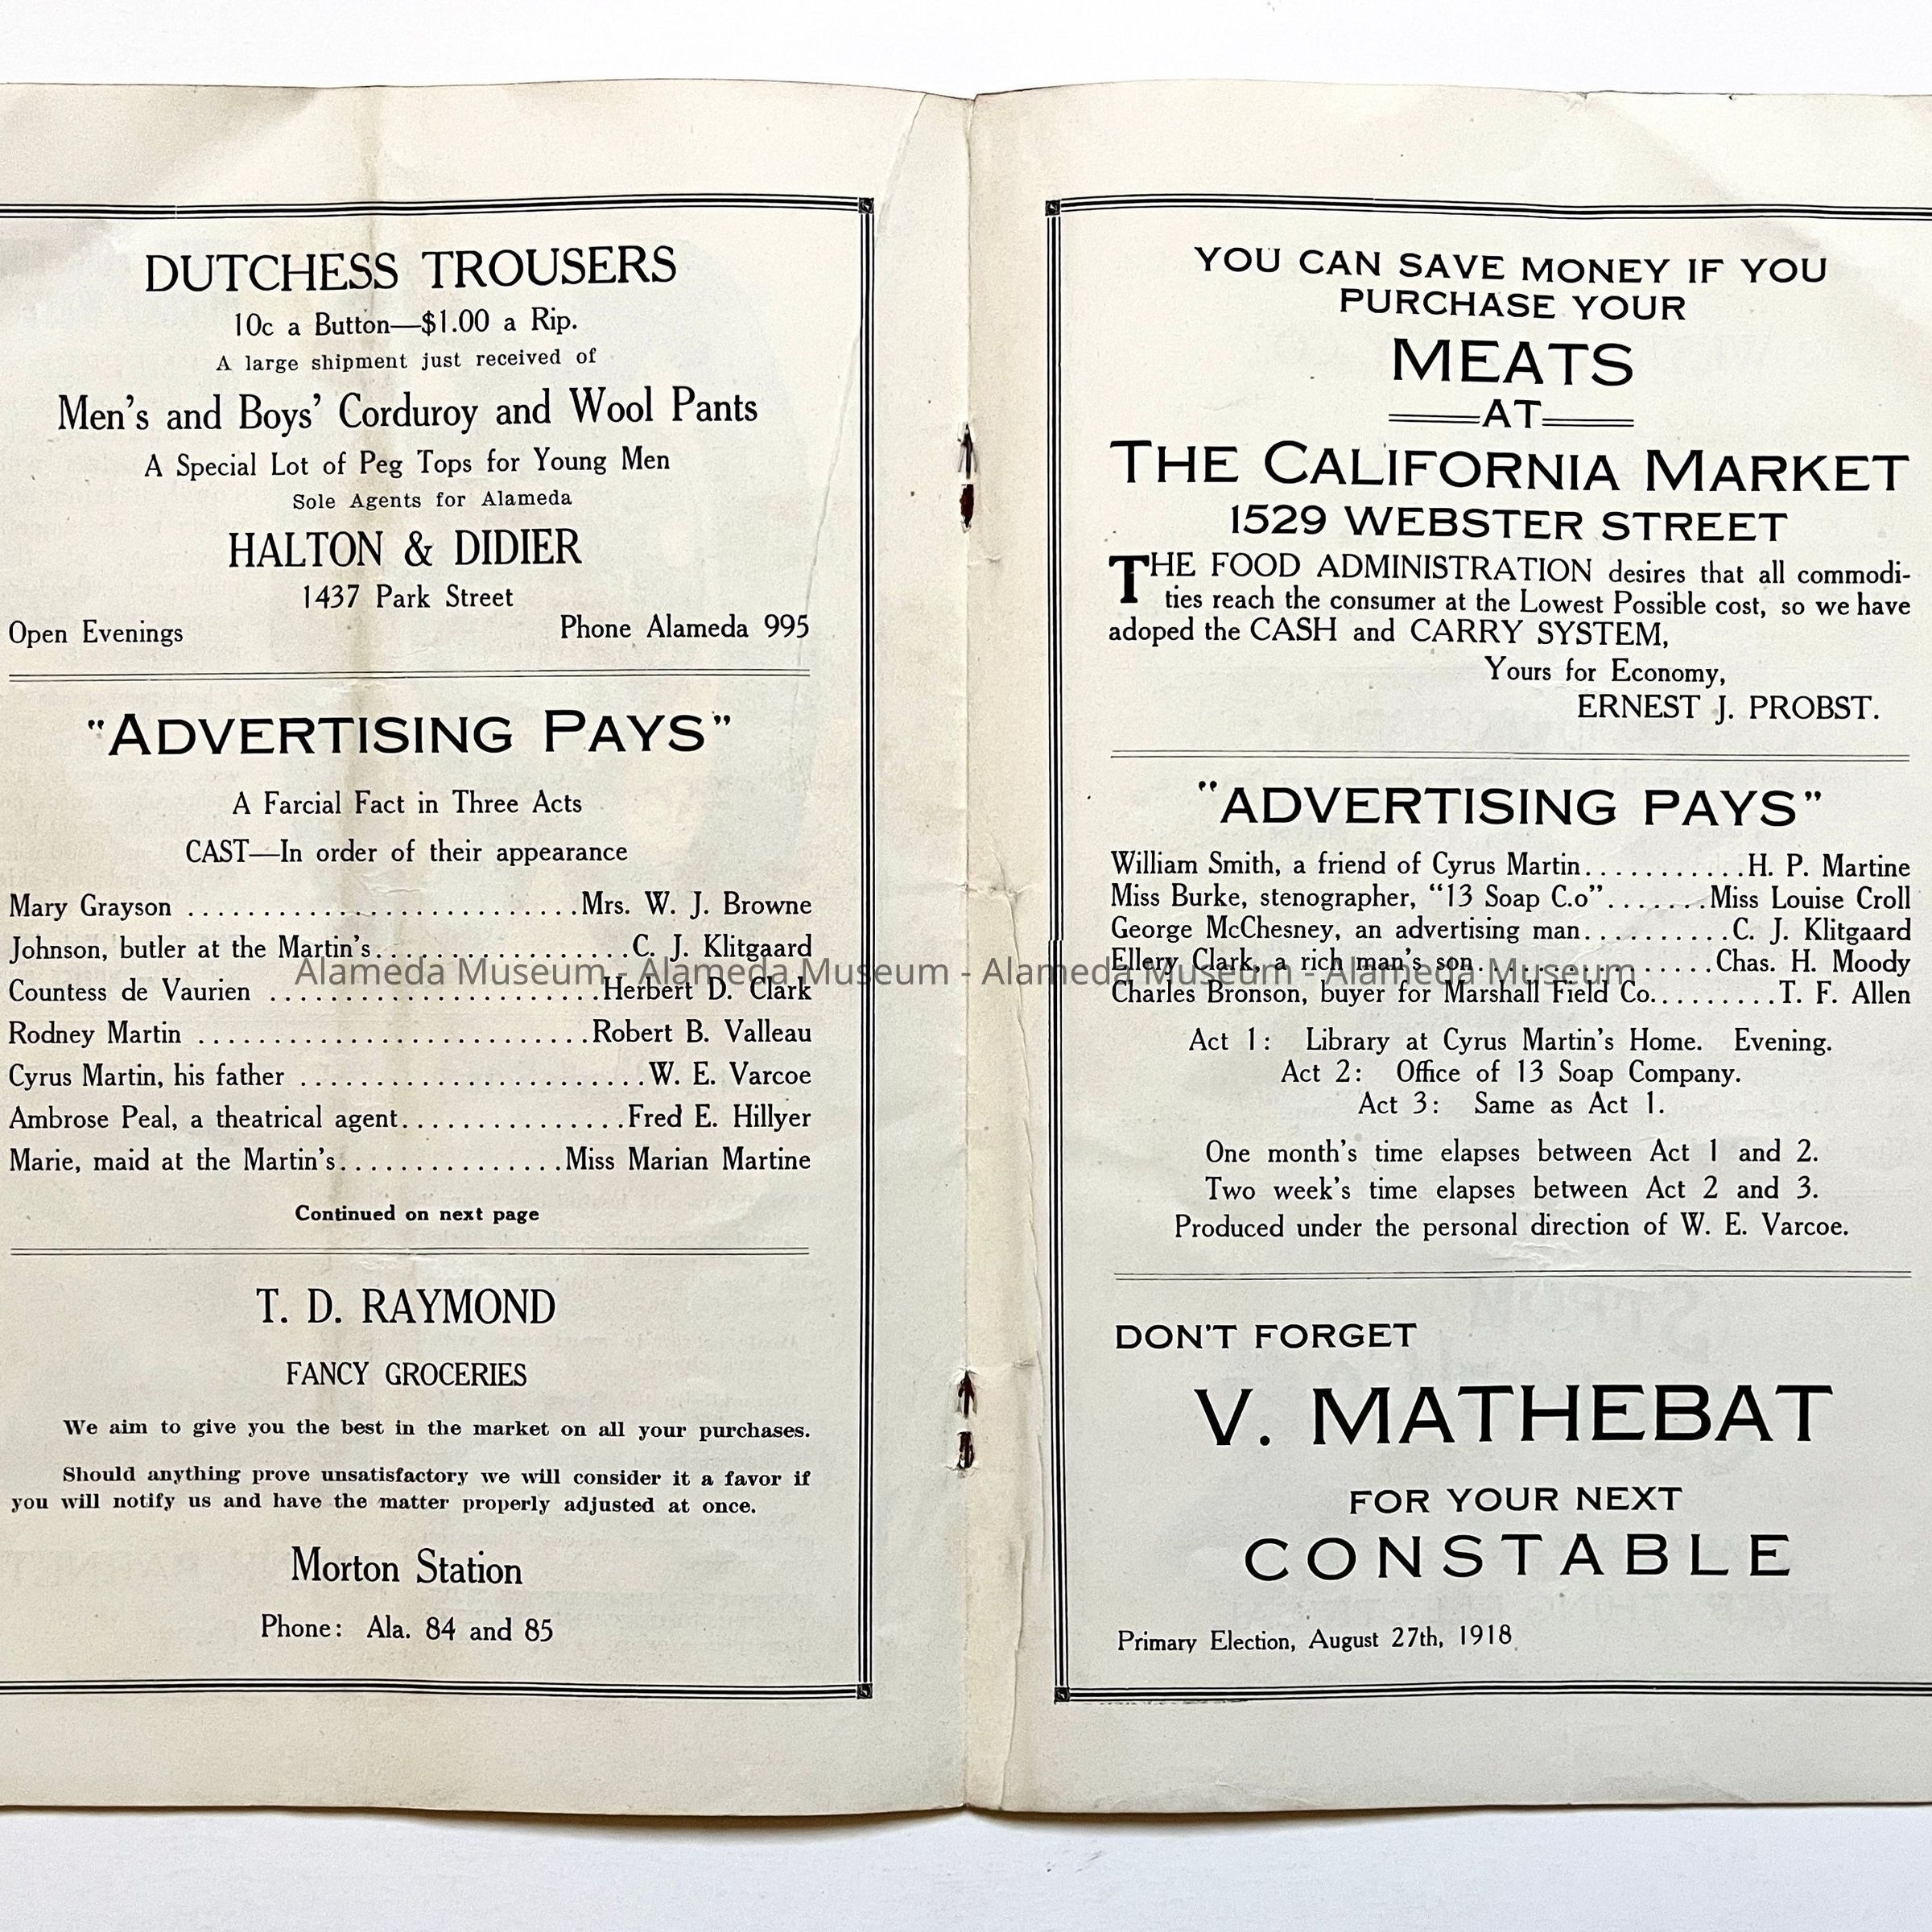 DUTCHESS TROUSERS
10c a Button—$1.00 a Rip.
A large shipment just received of
Men's and Boys' Corduroy and Wool Pants
A Special Lot of Peg Tops for Young Men
Sole Agents for Alameda
HALTON & DIDIER
1437 Park Street
Open Evenings Phone Alameda 995
"ADVERTISING PAYS"
A Farcial Fact in Three Acts
CAST—In order of their appearance
Mary Grayson ...........................Mrs. W. J. Browne
Johnson, butler at the Martin's..................C. J. Klitgaard
Countess de Vaurien .......................Herbert D. Clark
Rodney Martin ...........................Robert B. Valleau
Cyrus Martin, his father ........................W. E. Varcoe
Ambrose Peal, a theatrical agent................Fred E. Hillyer
Marie, maid at the Martin's................Miss Marian Martine
Continued on next page
T. D. RAYMOND
FANCY GROCERIES
We aim to give you the best in the market on all your purchases.
Should anything prove unsatisfactory we will consider it a favor if
you will notify us and have the matter properly adjusted at once.
Morton Station
Phone: Ala. 84 and 85
YOU CAN SAVE MONEY IF YOU
PURCHASE YOUR
MEATS
AT
THE CALIFORNIA MARKET
1529 WEBSTER STREET
THE FOOD ADMINISTRATION desires that all commodi-
ties reach the consumer at the Lowest Possible cost, so we have
adoped the CASH and CARRY SYSTEM,
Yours for Economy,
ERNEST J. PROBST.
"ADVERTISING PAYS"
William Smith, a friend of Cyrus Martin...........H. P. Martine
Miss Burke, stenographer, "13 Soap C.o".......Miss Louise Croll
George McChesney, an advertising man..........C. J. Klitgaard
Ellery Clark, a rich man's son................Chas. H. Moody
Charles Bronson, buyer for Marshall Field Co.........T. F. Allen
Act 1: Library at Cyrus Martin's Home. Evening.
Act 2: Office of 13 Soap Company.
Act 3: Same as Act 1.
One month's time elapses between Act 1 and 2.
Two week's time elapses between Act 2 and 3.
Produced under the personal direction of W. E. Varcoe.
DON'T FORGET
V. MATHEBAT
FOR YOUR NEXT
CONSTABLE
Primary Election, August 27th, 1918
Alameda Museum - Alameda Museum - Alameda Museum - Alameda Museum